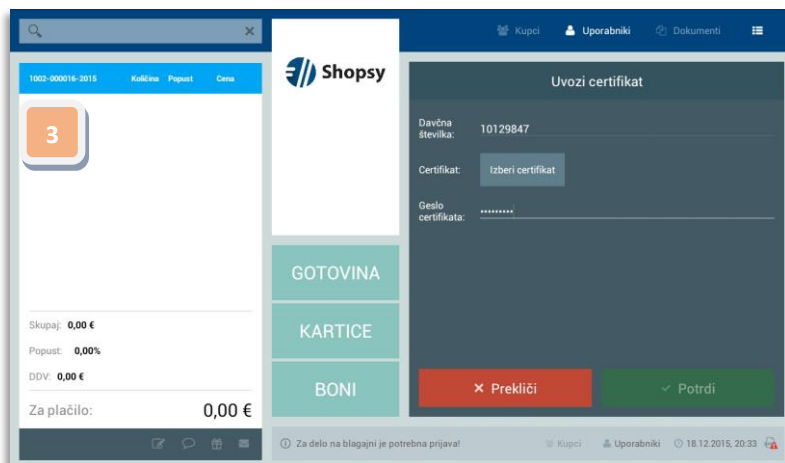 Kupci Uporabniki Dokumenti
1002-000016-2015 Količina Popust Cena
3
Skupaj: 0,00 €
Popust: 0,00%
DDV: 0,00 €
Za plačilo: 0,00 €
Shopsy
GOTOVINA
KARTICE
BONI
Uvozi certifikat
Davčna
številka: 10129847
Certifikat: Izberi certifikat
Geslo
certifikata: •••••••••
Prekliči Potrdi
Za delo na blagajni je potrebna prijava! Kupci Uporabniki 18.12.2015, 20:33